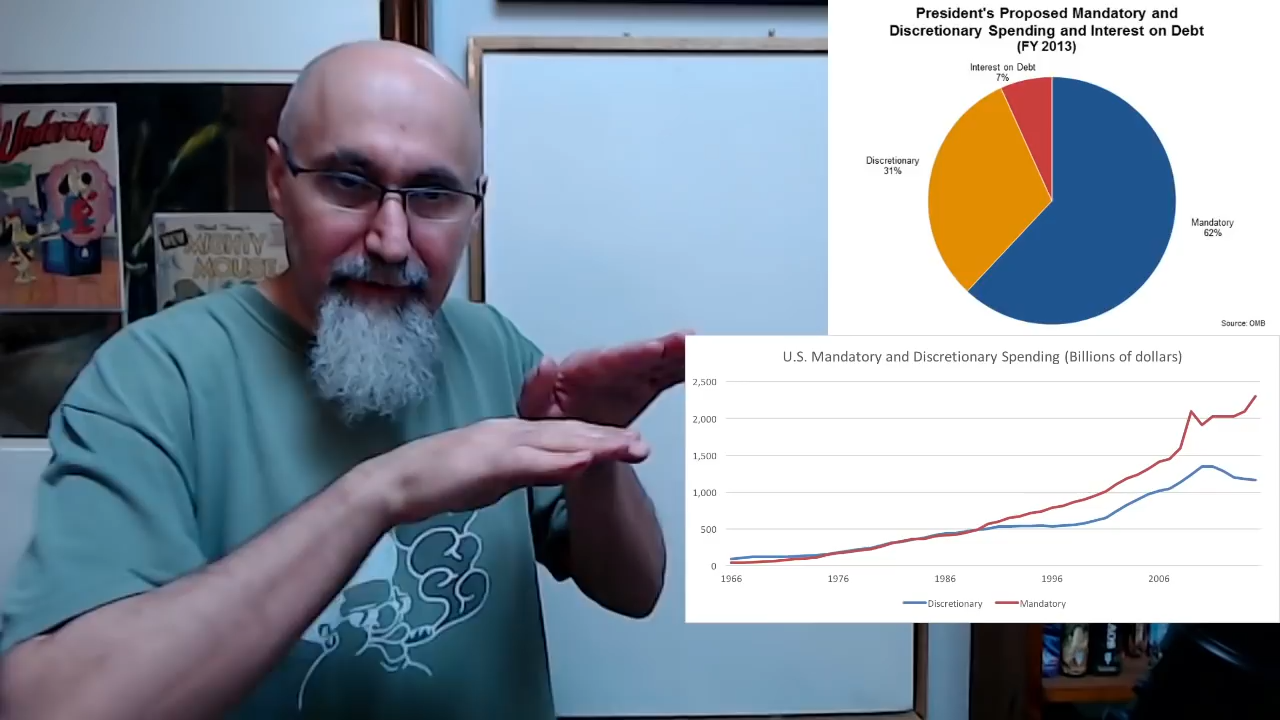 President's Proposed Mandatory and
Discretionary Spending and Interest on Debt
(FY 2013)
Interest on Debt
7%
Discretionary
31%
Mandatory
62%
Source: OMB
Underdog
NEW
MIGHTY
MOUSE
U.S. Mandatory and Discretionary Spending (Billions of dollars)
2,500
2,000
1,500
1,000
500
0
1966
1976
1986
1996
2006
Discretionary
Mandatory